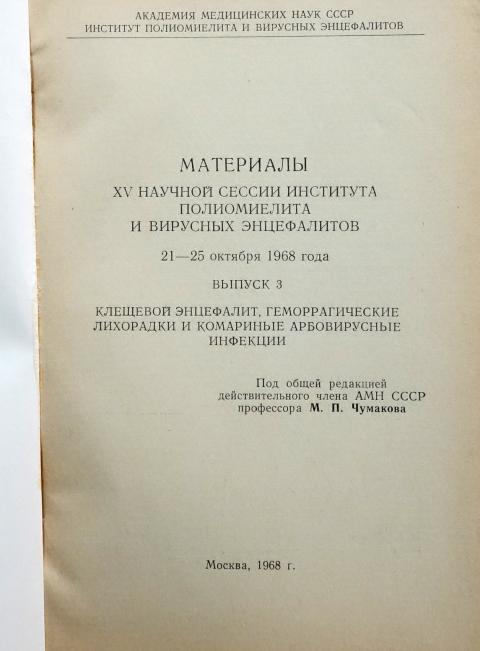 АКАДЕМИЯ МЕДИЦИНСКИХ НАУК СССР
ИНСТИТУТ ПОЛИОМИЕЛИТА И ВИРУСНЫХ ЭНЦЕФАЛИТОВ
МАТЕРИАЛЫ
XV НАУЧНОЙ СЕССИИ ИНСТИТУТА
ПОЛИОМИЕЛИТА
И ВИРУСНЫХ ЭНЦЕФАЛИТОВ
21—25 октября 1968 года
ВЫПУСК 3
КЛЕЩЕВОЙ ЭНЦЕФАЛИТ, ГЕМОРРАГИЧЕСКИЕ
ЛИХОРАДКИ И КОМАРИНЫЕ АРБОВИРУСНЫЕ
ИНФЕКЦИИ
Под общей редакцией
действительного члена АМН СССР
профессора М. П. Чумакова
Москва, 1968 г.